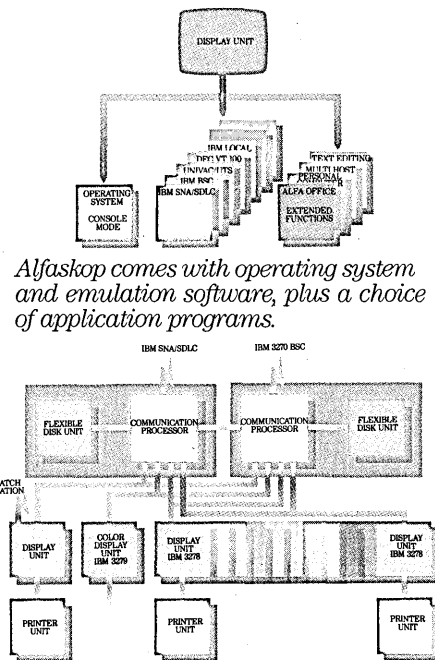 DISPLAY UNIT
IBM LOCAL
DEC VT 100
UNIVAC UTS
IBM BSC
IBM SNA/SDLC
TEXT EDITING
MULTI HOST
PERSONAL
ALFA OFFICE
EXTENDED
FUNCTIONS
OPERATING
SYSTEM
CONSOLE
MODE
Alfaskop comes with operating system
and emulation software, plus a choice
of application programs.
IBM SNA/SDLC
IBM 3270 BSC
FLEXIBLE
DISK UNIT
COMMUNICATION
PROCESSOR
COMMUNICATION
PROCESSOR
FLEXIBLE
DISK UNIT
DISPLAY
UNIT
COLOR
DISPLAY
UNIT
IBM 3279
DISPLAY
UNIT
IBM 3278
DISPLAY
UNIT
IBM 3278
PRINTER
UNIT
PRINTER
UNIT
PRINTER
UNIT